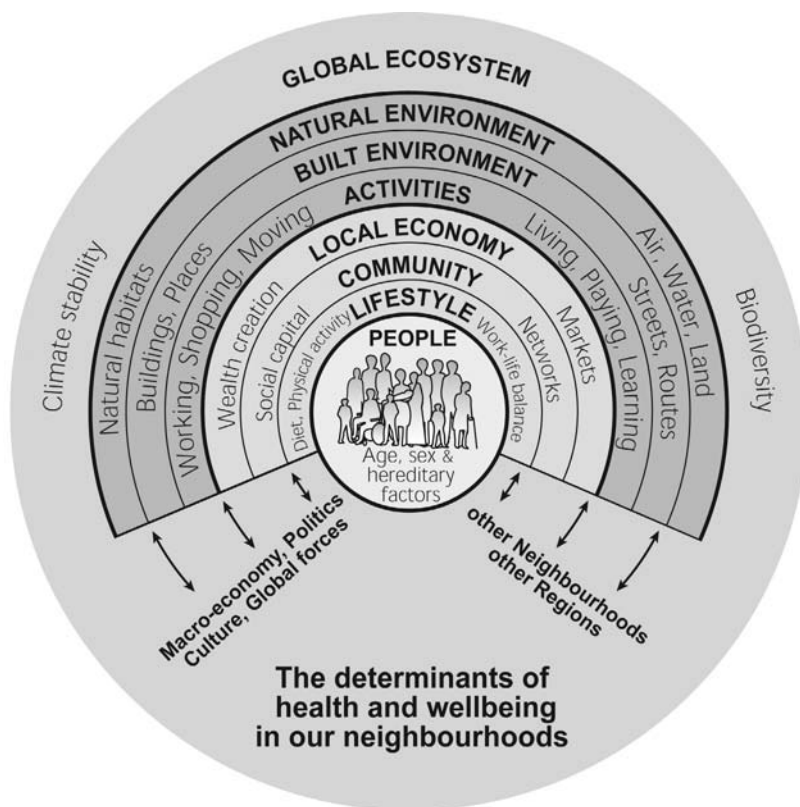 GLOBAL ECOSYSTEM
NATURAL ENVIRONMENT
BUILT ENVIRONMENT
ACTIVITIES
LOCAL ECONOMY
COMMUNITY
LIFESTYLE
PEOPLE
Age, sex &
hereditary
factors
Climate stability
Natural habitats
Buildings, Places
Working, Shopping, Moving
Wealth creation
Social capital
Diet, Physical activity
Work-life balance
Networks
Markets
Living, Playing, Learning
Streets, Routes
Air, Water, Land
Biodiversity
Macro-economy, Politics
Culture, Global forces
other Neighbourhoods
other Regions
The determinants of
health and wellbeing
in our neighbourhoods